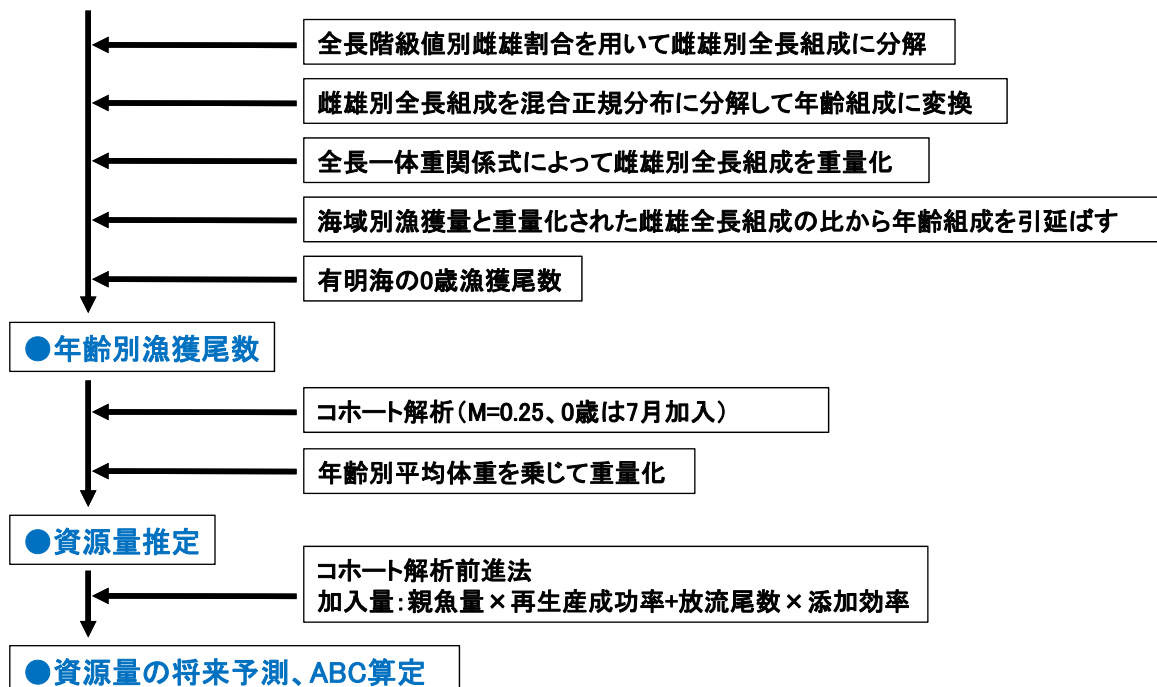 全長階級値別雌雄割合を用いて雌雄別全長組成に分解
雌雄別全長組成を混合正規分布に分解して年齢組成に変換
全長―体重関係式によって雌雄別全長組成を重量化
海域別漁獲量と重量化された雌雄全長組成の比から年齢組成を引延ばす
有明海の0歳漁獲尾数
●年齢別漁獲尾数
コホート解析(M=0.25、0歳は7月加入)
年齢別平均体重を乗じて重量化
●資源量推定
コホート解析前進法
加入量:親魚量×再生産成功率+放流尾数×添加効率
●資源量の将来予測、ABC算定